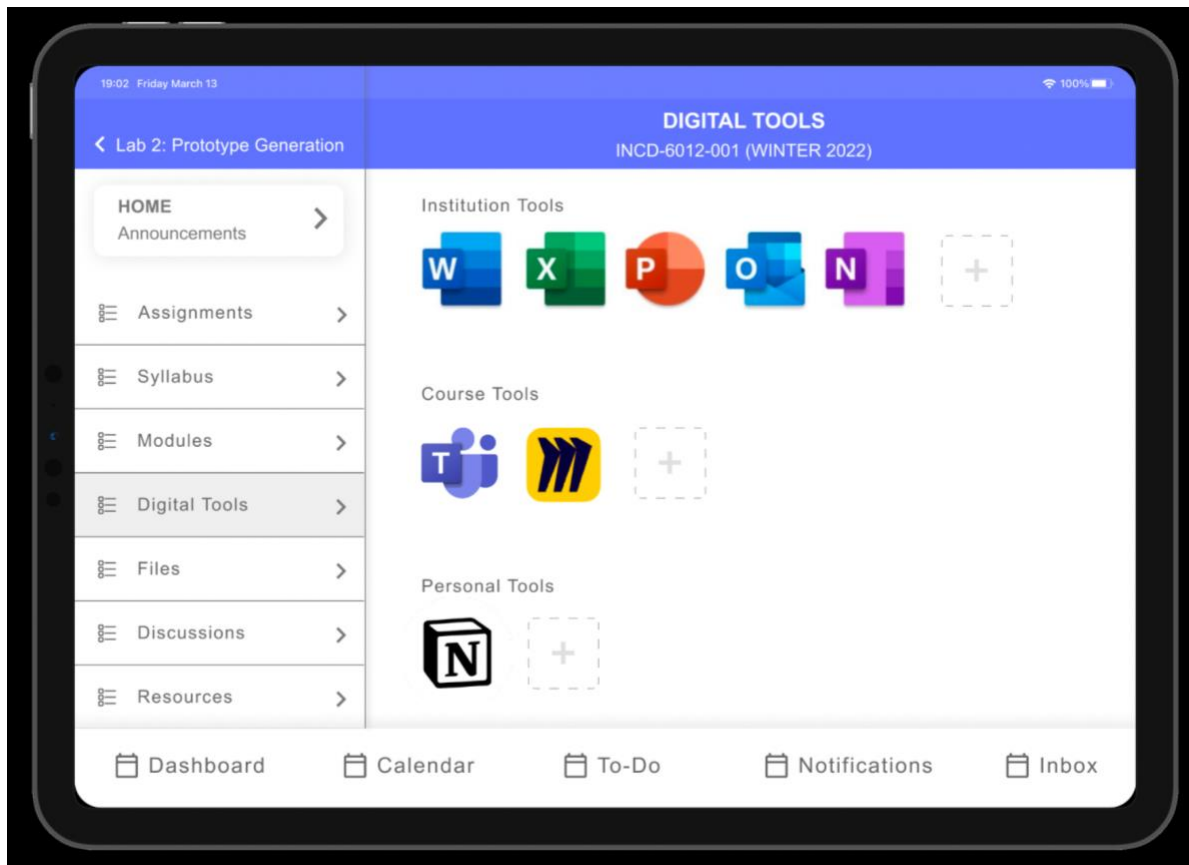 19:02 Friday March 13
100%
Lab 2: Prototype Generation
DIGITAL TOOLS
INCD-6012-001 (WINTER 2022)
HOME
Announcements
Assignments
Syllabus
Modules
Digital Tools
Files
Discussions
Resources
Institution Tools
W X P O N
Course Tools
T
Personal Tools
N
Dashboard Calendar To-Do Notifications Inbox